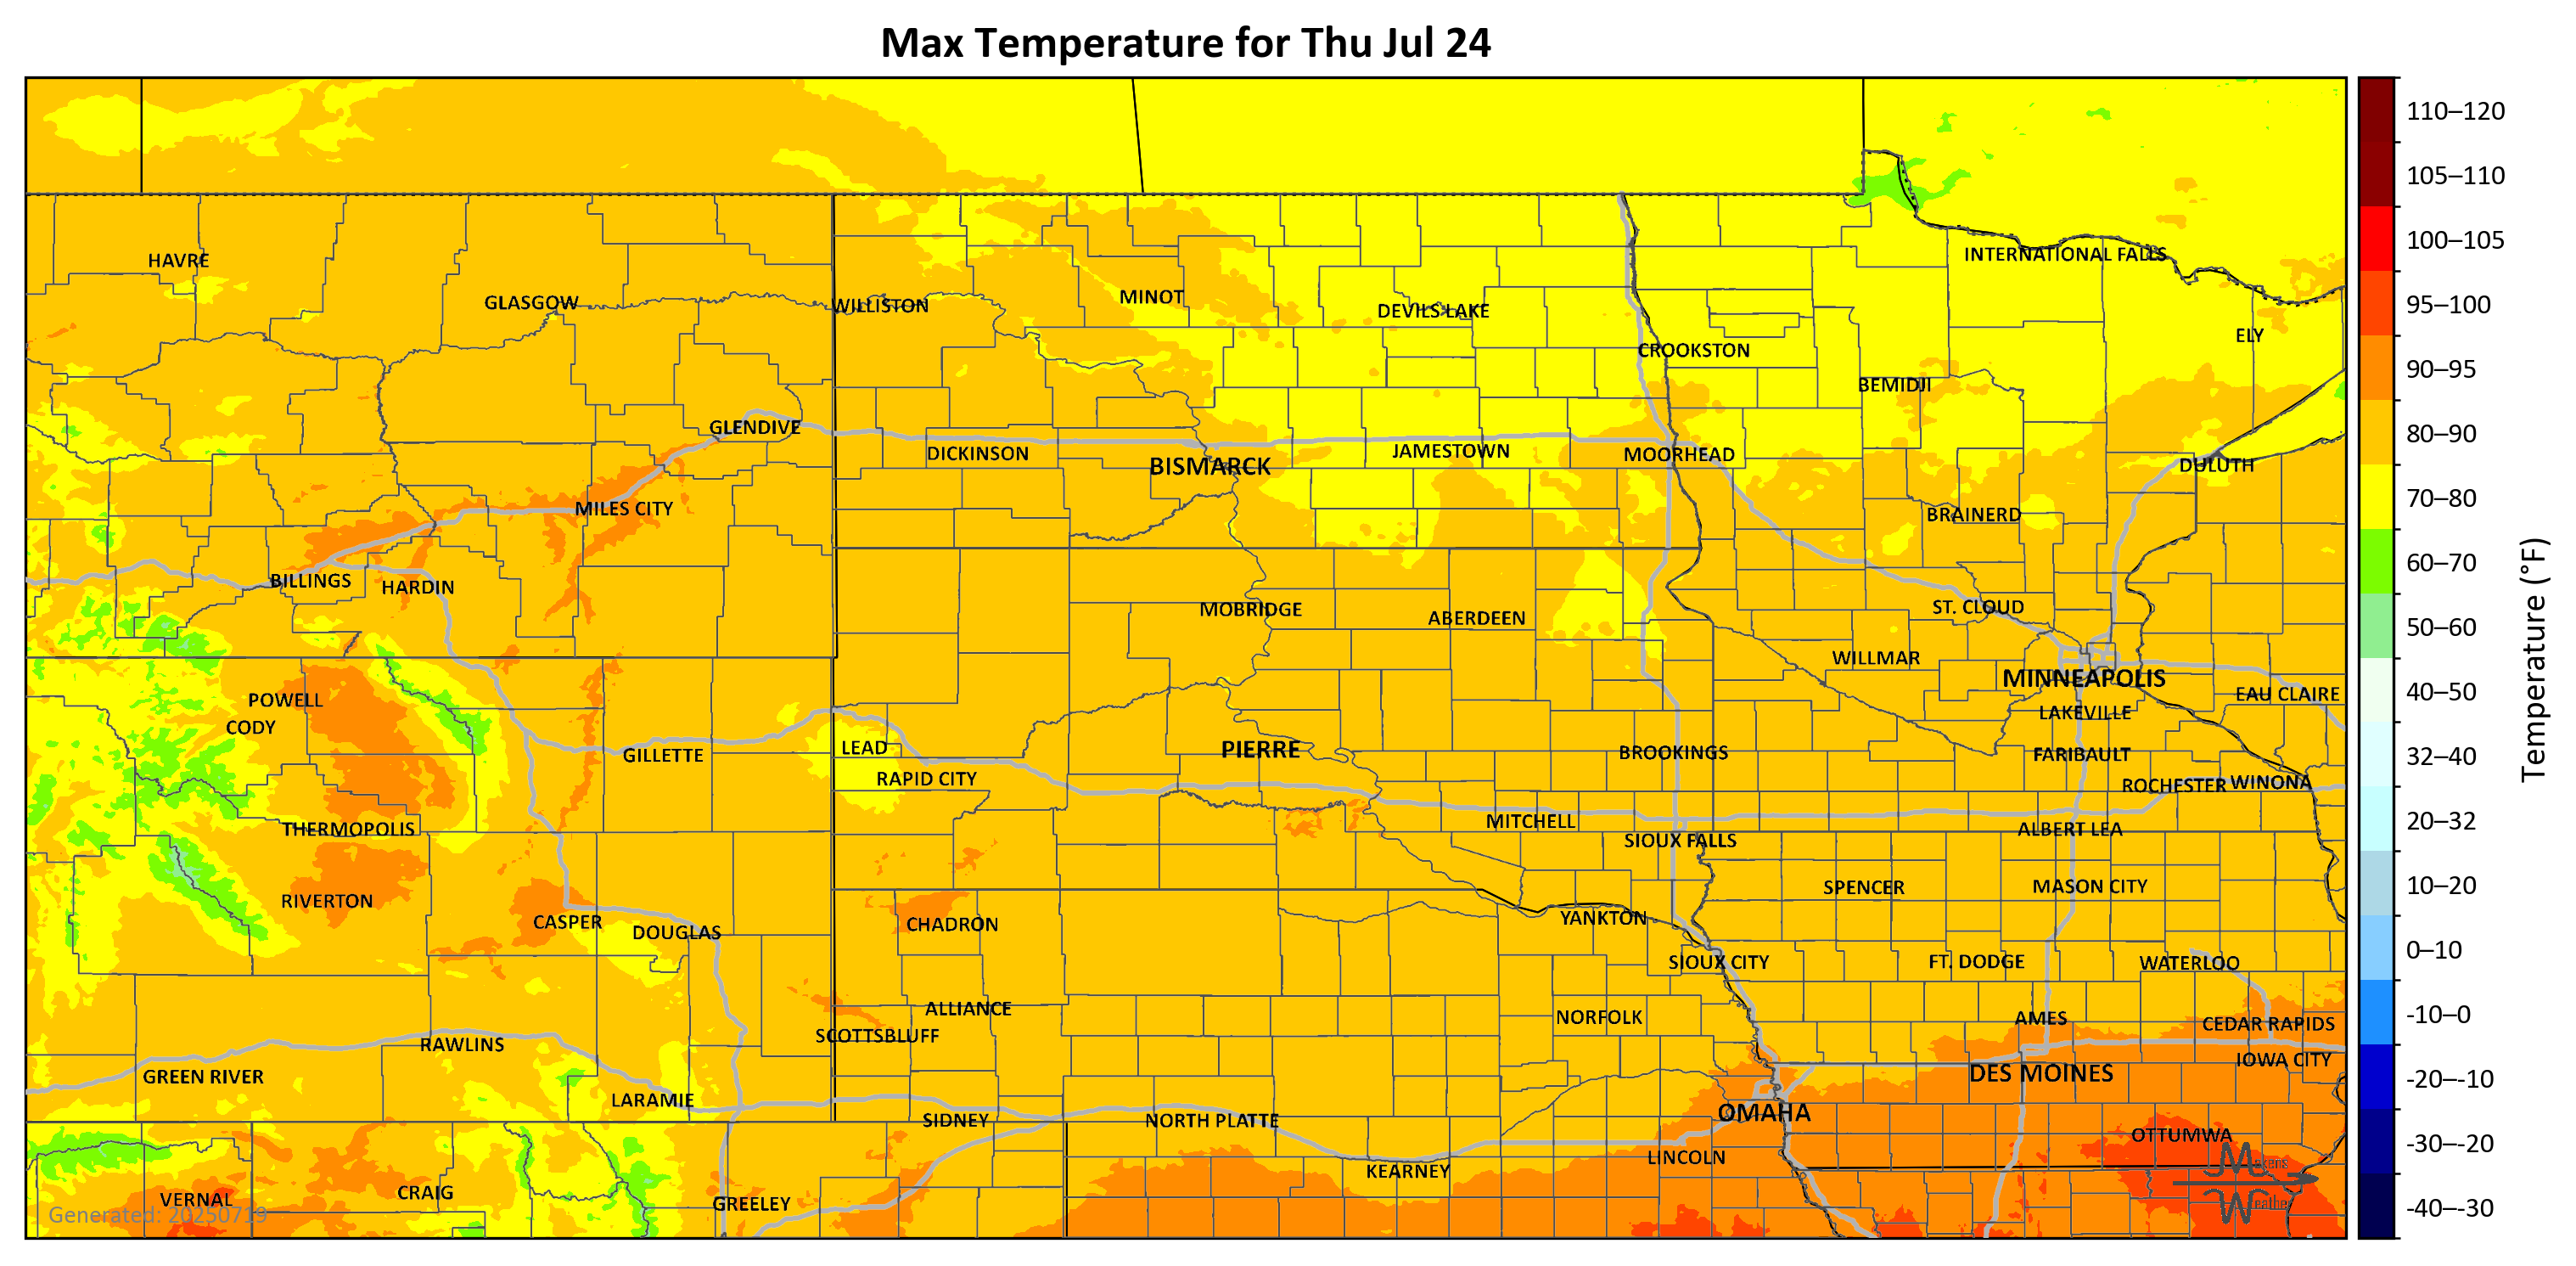 Max Temperature for Thu Jul 24
110–120
105–110
100–105
95–100
90–95
80–90
70–80
60–70
50–60
40–50
32–40
20–32
10–20
0–10
-10–0
-20–-10
-30–-20
-40–-30
Temperature (°F)
HAVRE
GLASGOW
WILLISTON
MINOT
DEVILS LAKE
CROOKSTON
INTERNATIONAL FALLS
ELY
BEMIDJI
GLENDIVE
DICKINSON
BISMARCK
JAMESTOWN
MOORHEAD
DULUTH
MILES CITY
BRAINERD
BILLINGS
HARDIN
MOBRIDGE
ABERDEEN
ST. CLOUD
WILLMAR
MINNEAPOLIS
EAU CLAIRE
POWELL
CODY
LAKEVILLE
GILLETTE
LEAD
RAPID CITY
PIERRE
BROOKINGS
FARIBAULT
ROCHESTER
WINONA
THERMOPOLIS
MITCHELL
SIOUX FALLS
ALBERT LEA
RIVERTON
CASPER
DOUGLAS
CHADRON
YANKTON
SPENCER
MASON CITY
SIOUX CITY
FT. DODGE
WATERLOO
ALLIANCE
SCOTTSBLUFF
NORFOLK
AMES
CEDAR RAPIDS
IOWA CITY
RAWLINS
GREEN RIVER
LARAMIE
SIDNEY
NORTH PLATTE
OMAHA
DES MOINES
OTTUMWA
KEARNEY
LINCOLN
VERNAL
CRAIG
GREELEY
Generated: 20250719
Makens
Weather